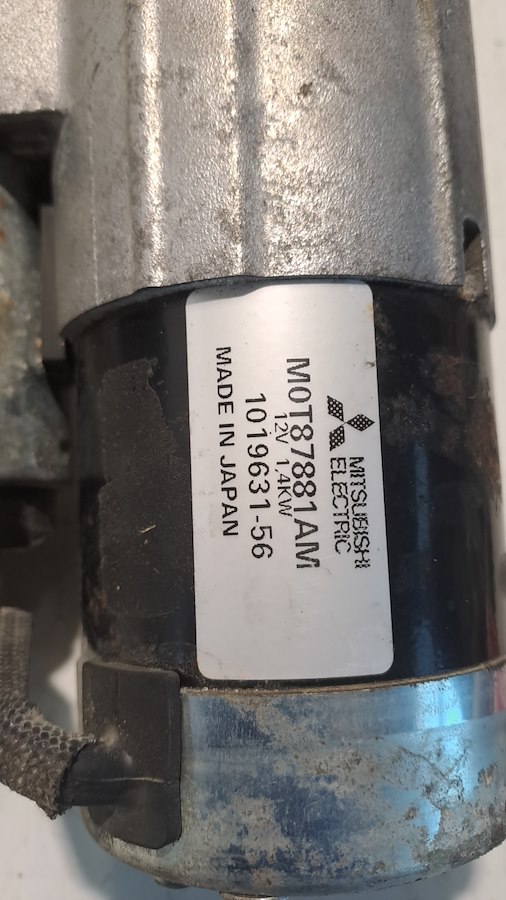 MITSUBISHI
ELECTRIC
M0T87881AM
12V 1,4KW
1019631-56
MADE IN JAPAN